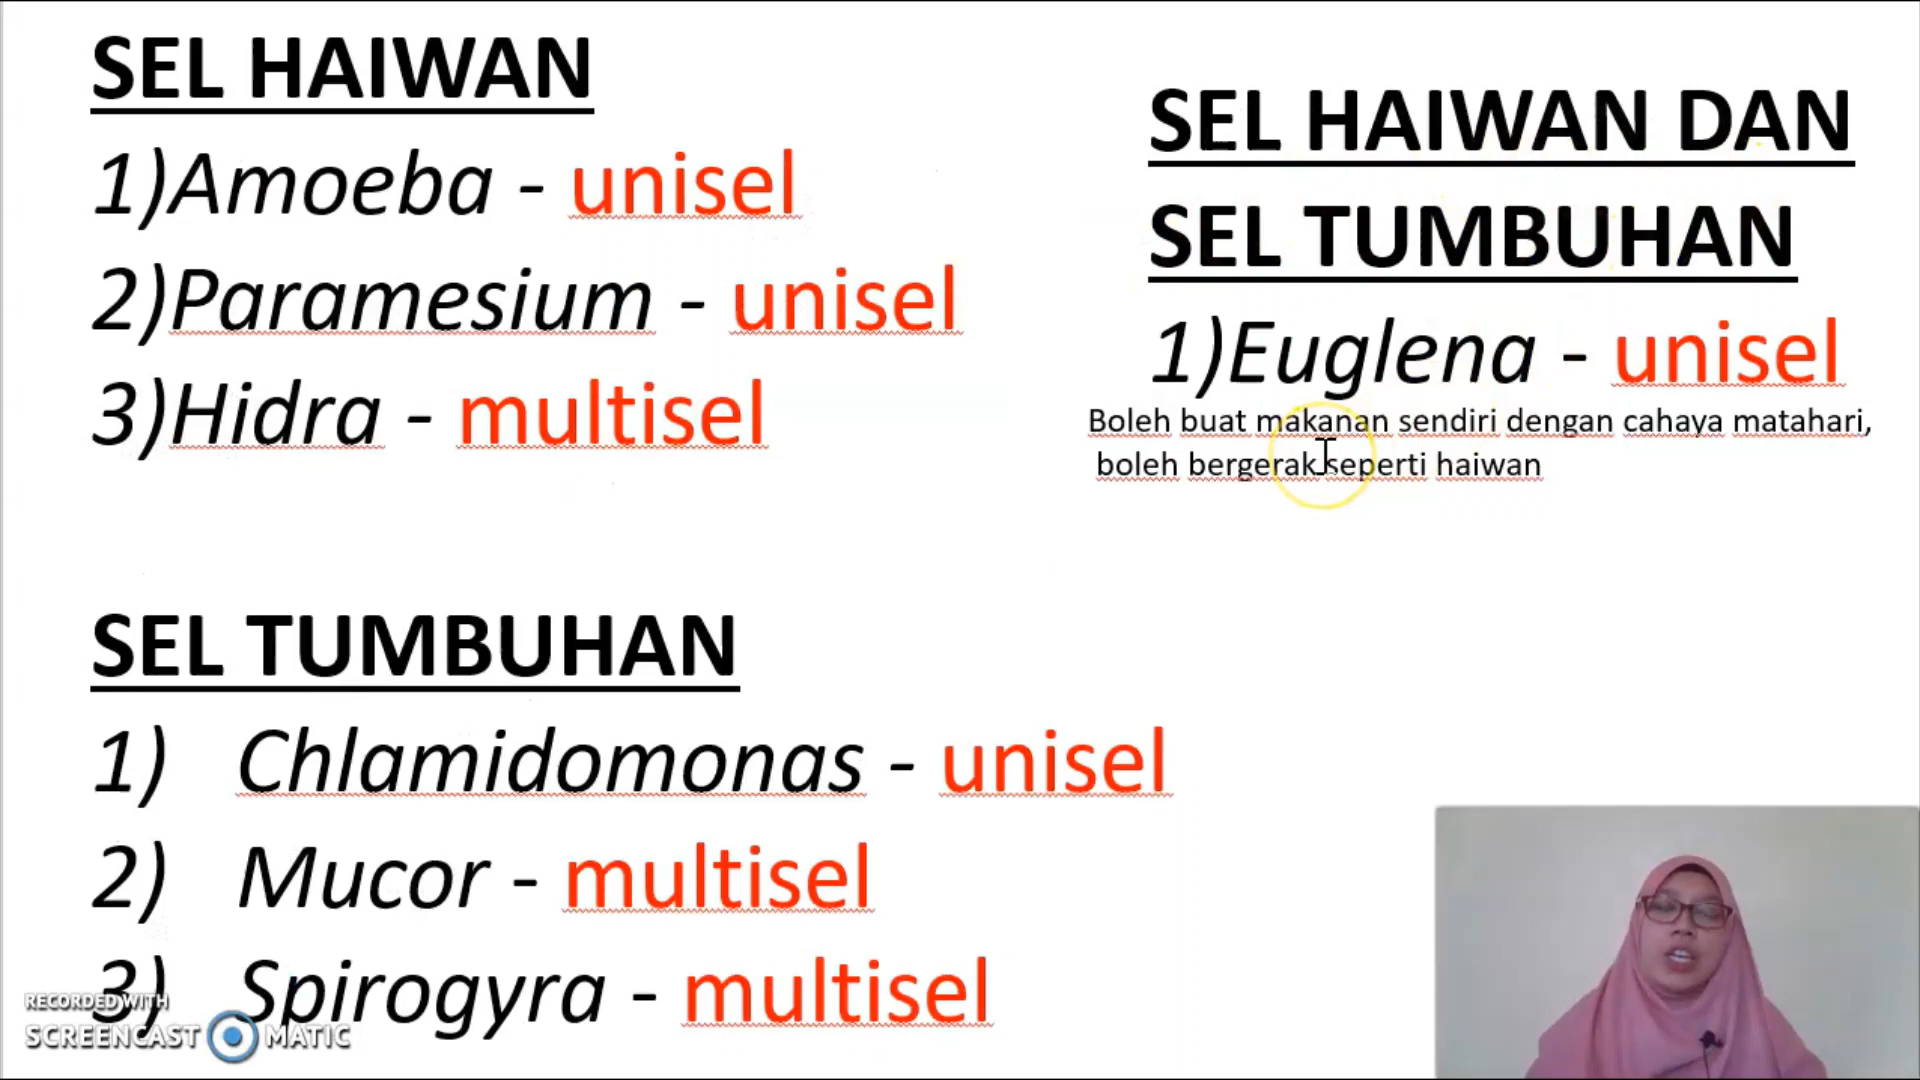 SEL HAIWAN
1)Amoeba - unisel
2)Paramesium - unisel
3)Hidra - multisel
SEL HAIWAN DAN
SEL TUMBUHAN
1)Euglena - unisel
Boleh buat makanan sendiri dengan cahaya matahari,
boleh bergerak seperti haiwan
SEL TUMBUHAN
1) Chlamidomonas - unisel
2) Mucor - multisel
3) Spirogyra - multisel
RECORDED WITH
SCREENCAST MATIC